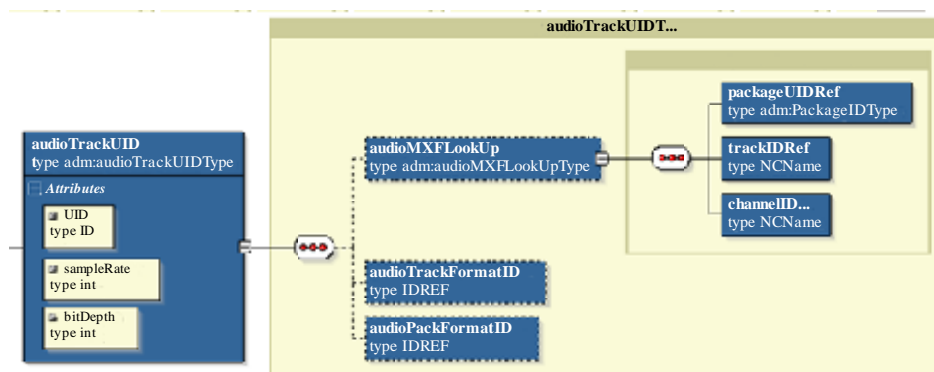 audioTrackUIDT...
packageUIDRef
type adm:PackageIDType
audioTrackUID
type adm:audioTrackUIDType
audioMXFLookUp
type adm:audioMXFLookUpType
trackIDRef
type NCName
Attributes
channelID...
type NCName
UID
type ID
sampleRate
type int
audioTrackFormatID
type IDREF
bitDepth
type int
audioPackFormatID
type IDREF